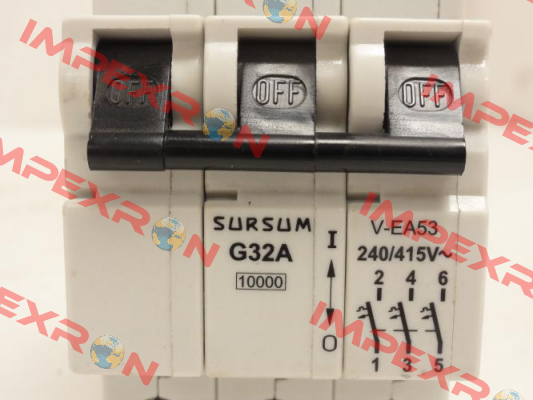 OFF OFF OFF
SURSUM
G32A
10000
I
O
V-EA53
240/415V~
2 4 6
1 3 5
IMPEXRON
IMPEXRON
IMPEXRON
IMPEXRON
IMPEXRON
IMPEXRON